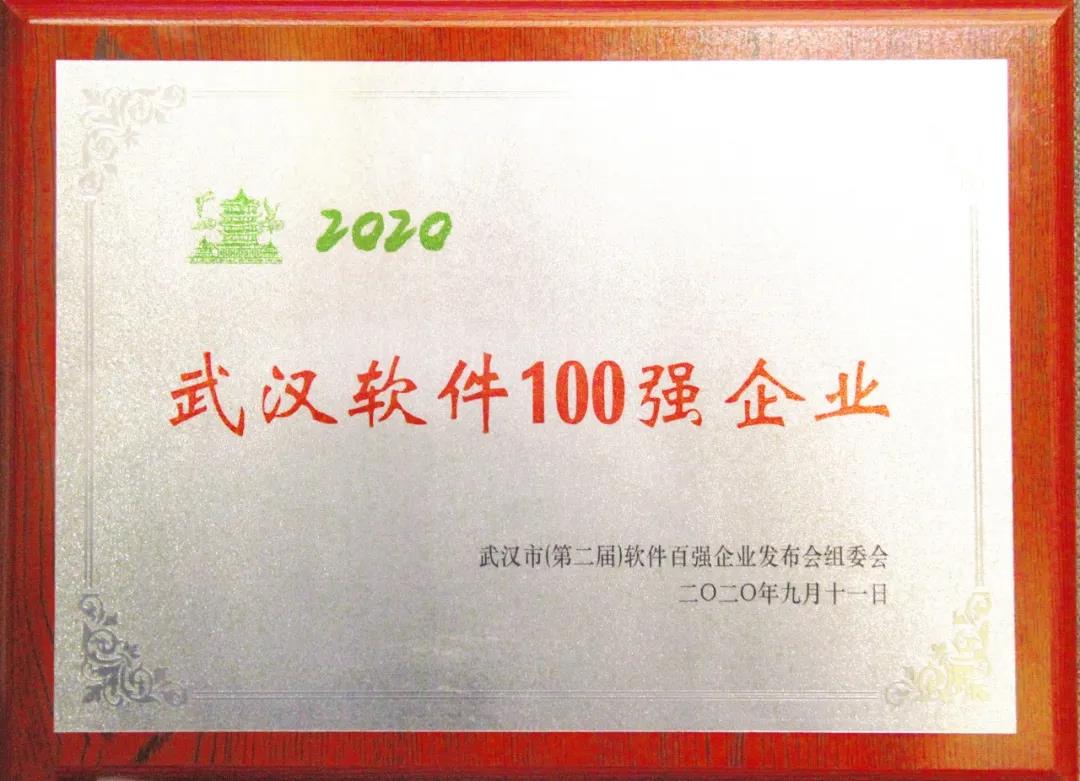 2020
武汉软件100强企业
武汉市(第二届)软件百强企业发布会组委会
二〇二〇年九月十一日